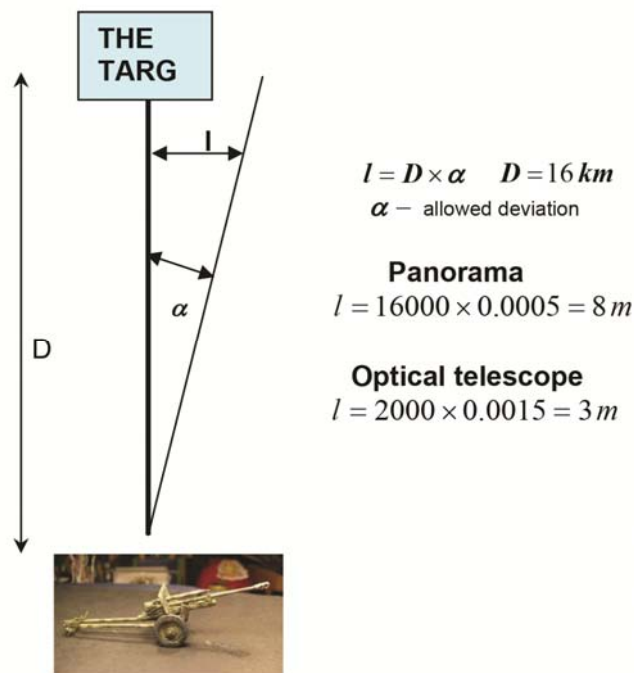 THE
TARG
l
α
D
l = D × α D = 16 km
α – allowed deviation
Panorama
l = 16000 × 0.0005 = 8 m
Optical telescope
l = 2000 × 0.0015 = 3 m